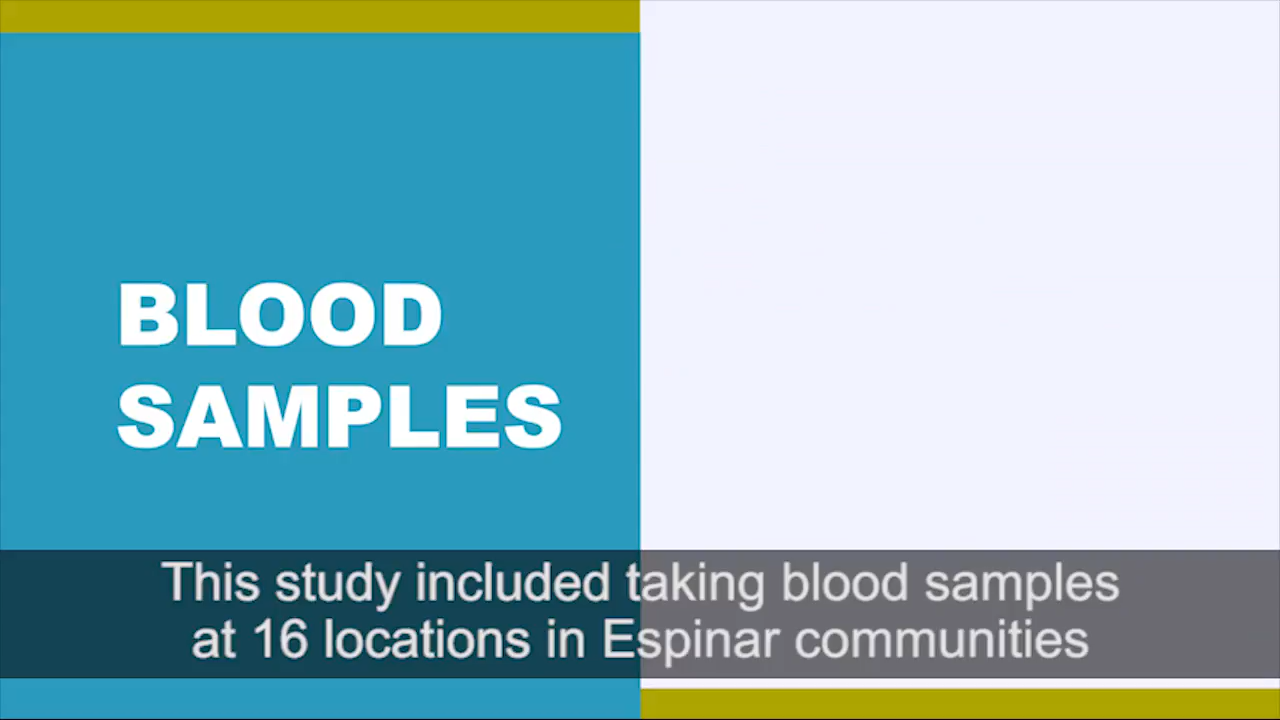 BLOOD
SAMPLES
This study included taking blood samples
at 16 locations in Espinar communities